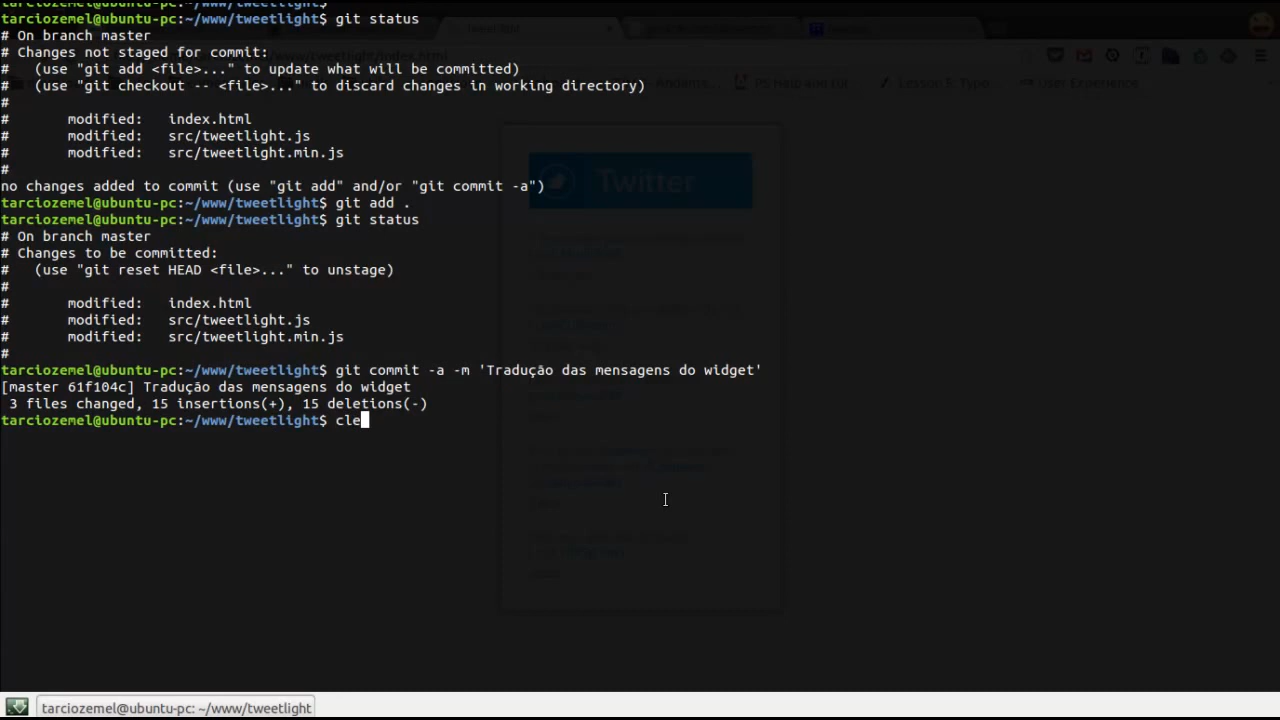 tarciozemel@ubuntu-pc:~/www/tweetlight$ git status
# On branch master
# Changes not staged for commit:
#   (use "git add <file>..." to update what will be committed)
#   (use "git checkout -- <file>..." to discard changes in working directory)
#
#       modified:   index.html
#       modified:   src/tweetlight.js
#       modified:   src/tweetlight.min.js
#
no changes added to commit (use "git add" and/or "git commit -a")
tarciozemel@ubuntu-pc:~/www/tweetlight$ git add .
tarciozemel@ubuntu-pc:~/www/tweetlight$ git status
# On branch master
# Changes to be committed:
#   (use "git reset HEAD <file>..." to unstage)
#
#       modified:   index.html
#       modified:   src/tweetlight.js
#       modified:   src/tweetlight.min.js
#
tarciozemel@ubuntu-pc:~/www/tweetlight$ git commit -a -m 'Tradução das mensagens do widget'
[master 61f104c] Tradução das mensagens do widget
 3 files changed, 15 insertions(+), 15 deletions(-)
tarciozemel@ubuntu-pc:~/www/tweetlight$ cle
Twitter
tarciozemel@ubuntu-pc: ~/www/tweetlight